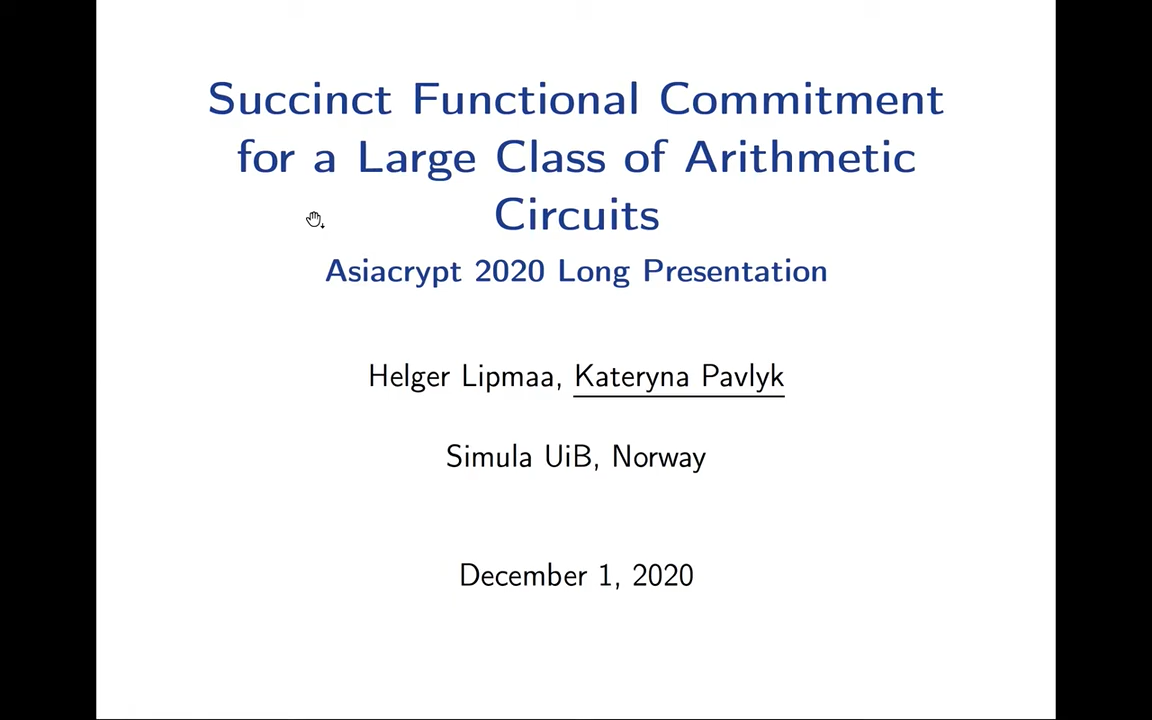 Succinct Functional Commitment
for a Large Class of Arithmetic
Circuits
Asiacrypt 2020 Long Presentation
Helger Lipmaa, Kateryna Pavlyk
Simula UiB, Norway
December 1, 2020